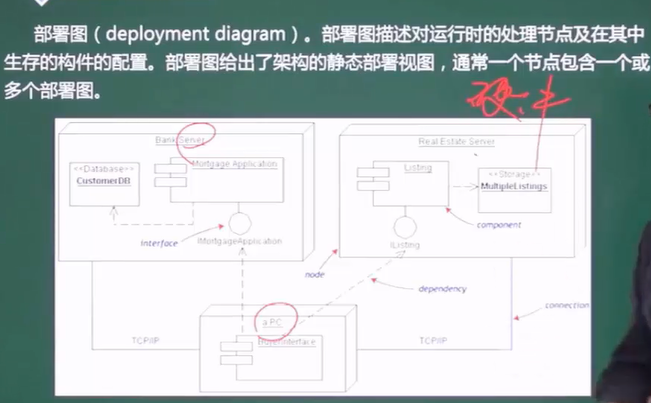 部署图（deployment diagram）。部署图描述对运行时的处理节点及在其中
生存的构件的配置。部署图给出了架构的静态部署视图，通常一个节点包含一个或
多个部署图。
硬件
Bank Server
Real Estate Server
<<Database>>
CustomerDB
Mortgage Application
Listing
<<Storage>>
MultipleListings
Interface
IMortgageApplication
IListing
component
node
dependency
connection
a PC
BuyerInterface
TCP/IP
TCP/IP